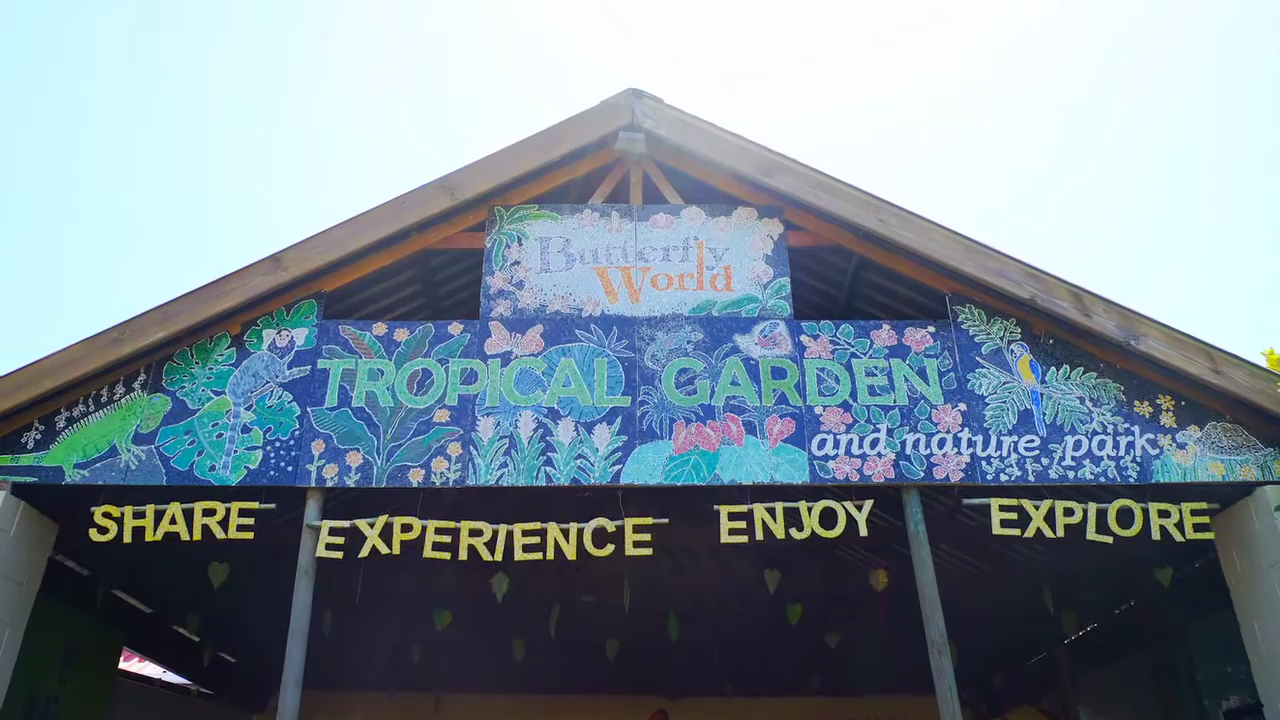 Butterfly
World
TROPICAL GARDEN
and nature park
SHARE EXPERIENCE ENJOY EXPLORE